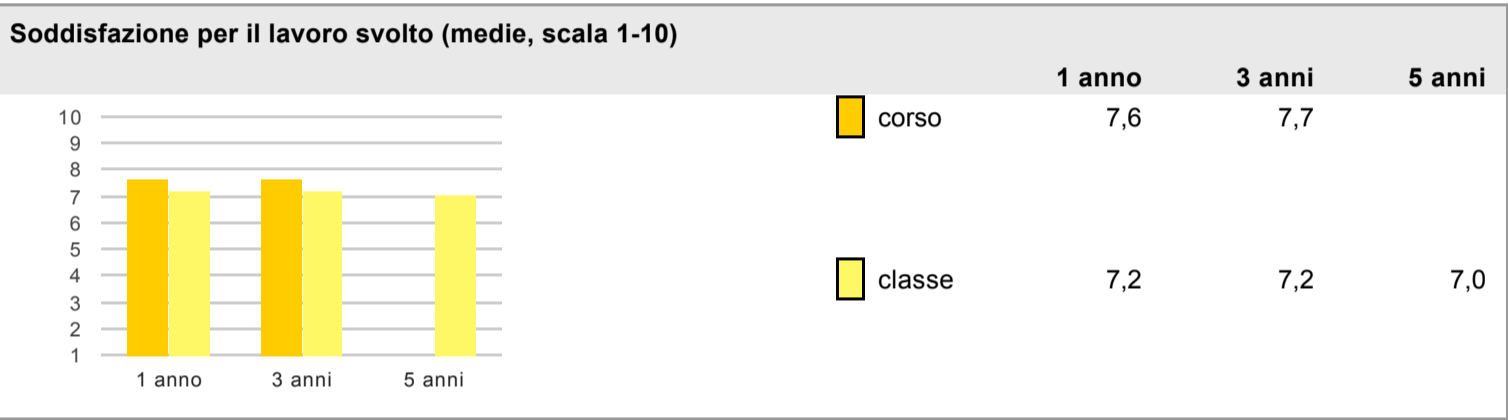 Soddisfazione per il lavoro svolto (medie, scala 1-10)
1 anno 3 anni 5 anni
10
9
8
7
6
5
4
3
2
1
1 anno 3 anni 5 anni
corso 7,6 7,7
classe 7,2 7,2 7,0